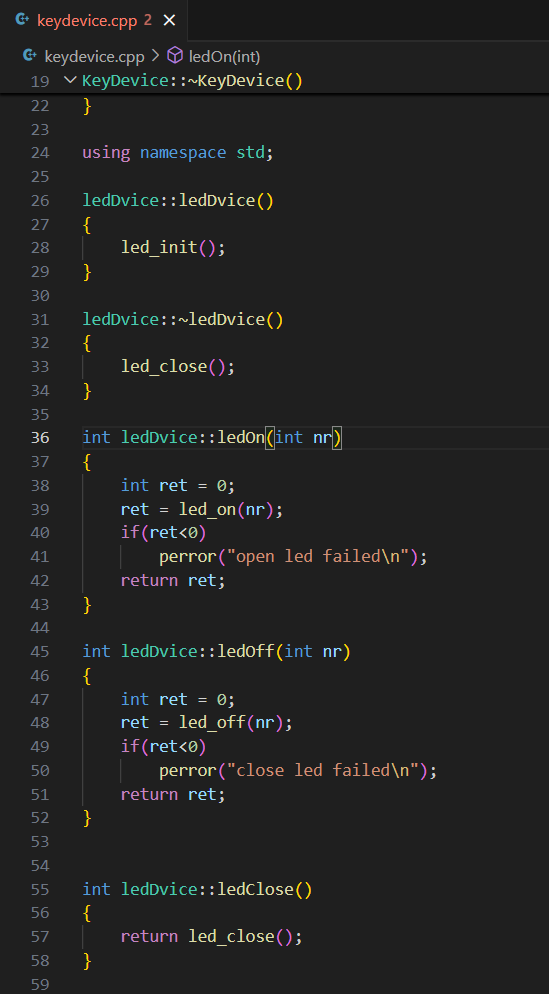 keydevice.cpp 2
keydevice.cpp > ledOn(int)
19 KeyDevice::~KeyDevice()
22 }
23
24 using namespace std;
25
26 ledDvice::ledDvice()
27 {
28     led_init();
29 }
30
31 ledDvice::~ledDvice()
32 {
33     led_close();
34 }
35
36 int ledDvice::ledOn(int nr)
37 {
38     int ret = 0;
39     ret = led_on(nr);
40     if(ret<0)
41         perror("open led failed\n");
42     return ret;
43 }
44
45 int ledDvice::ledOff(int nr)
46 {
47     int ret = 0;
48     ret = led_off(nr);
49     if(ret<0)
50         perror("close led failed\n");
51     return ret;
52 }
53
54
55 int ledDvice::ledClose()
56 {
57     return led_close();
58 }
59